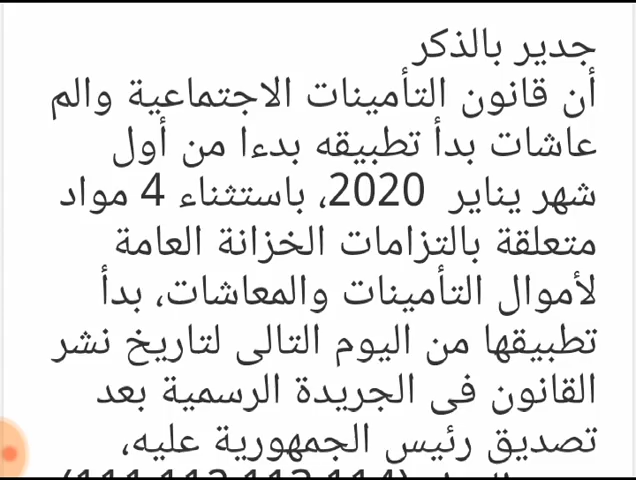 جدير بالذكر
أن قانون التأمينات الاجتماعية والم
عاشات بدأ تطبيقه بدءا من أول
شهر يناير 2020، باستثناء 4 مواد
متعلقة بالتزامات الخزانة العامة
لأموال التأمينات والمعاشات، بدأ
تطبيقها من اليوم التالى لتاريخ نشر
القانون فى الجريدة الرسمية بعد
تصديق رئيس الجمهورية عليه،